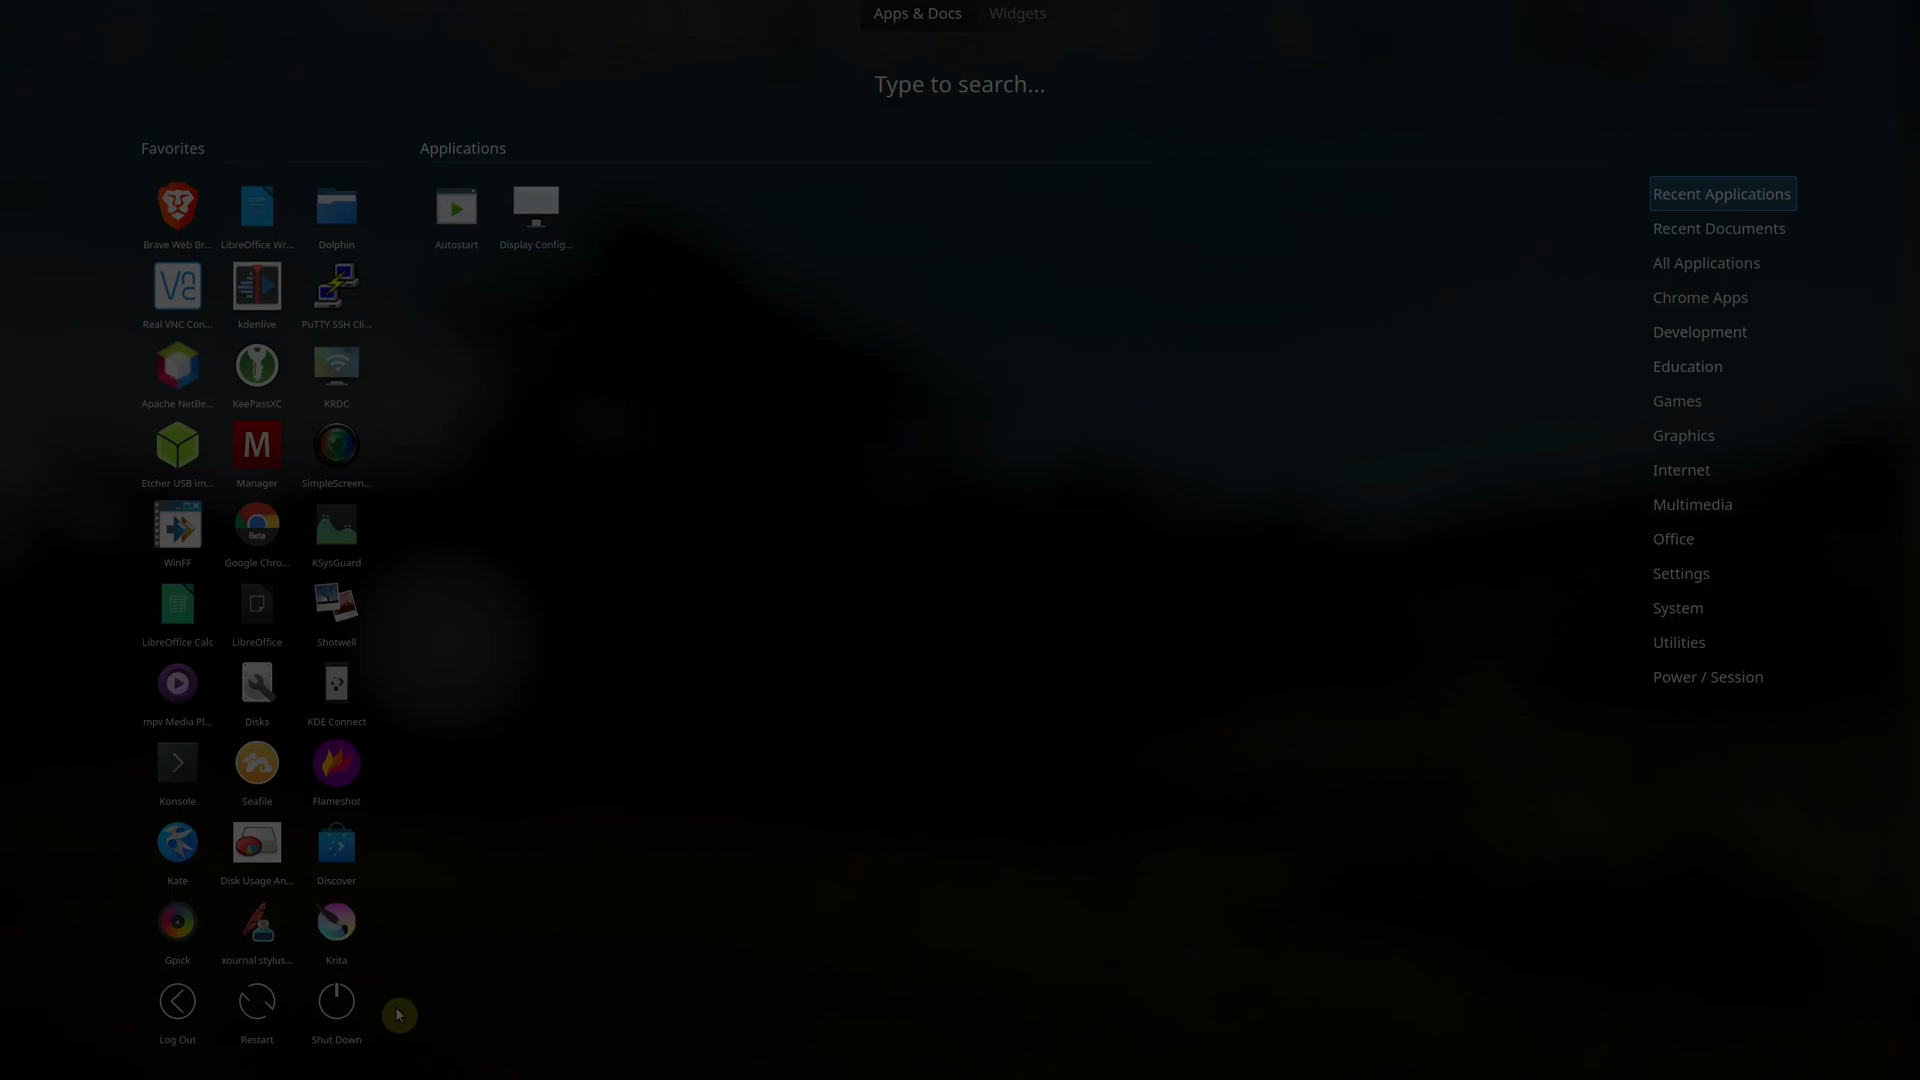 Apps & Docs Widgets
Type to search...
Favorites
Applications
Brave Web Br... LibreOffice Wr... Dolphin
Autostart Display Config...
Real VNC Con... kdenlive PuTTY SSH Cli...
Apache NetBe... KeePassXC KRDC
Etcher USB im... Manager SimpleScreen...
WinFF Google Chro... KSysGuard
Beta
LibreOffice Calc LibreOffice Shotwell
mpv Media Pl... Disks KDE Connect
Konsole Seafile Flameshot
Kate Disk Usage An... Discover
Gpick xournal stylus... Krita
Log Out Restart Shut Down
Recent Applications
Recent Documents
All Applications
Chrome Apps
Development
Education
Games
Graphics
Internet
Multimedia
Office
Settings
System
Utilities
Power / Session